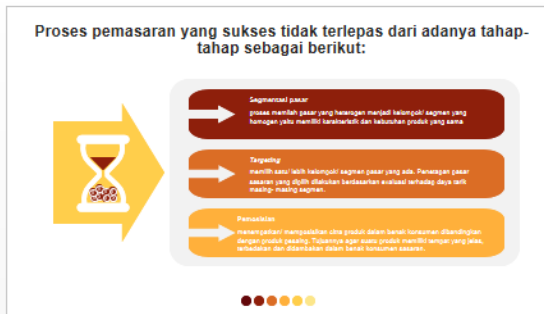 Proses pemasaran yang sukses tidak terlepas dari adanya tahap-
tahap sebagai berikut:
Segmentasi pasar
proses memilah pasar yang heterogen menjadi kelompok/ segmen yang
homogen yaitu memiliki karakteristik dan kebutuhan produk yang sama
Targeting
memilih satu/ lebih kelompok/ segmen pasar yang ada. Penetapan pasar
sasaran yang dipilih dilakukan berdasarkan evaluasi terhadap daya tarik
masing- masing segmen.
Pemosisian
menempatkan/ memposisikan citra produk dalam benak konsumen dibandingkan
dengan produk pesaing. Tujuannya agar suatu produk memiliki tempat yang jelas,
terbedakan dan didambakan dalam benak konsumen sasaran.